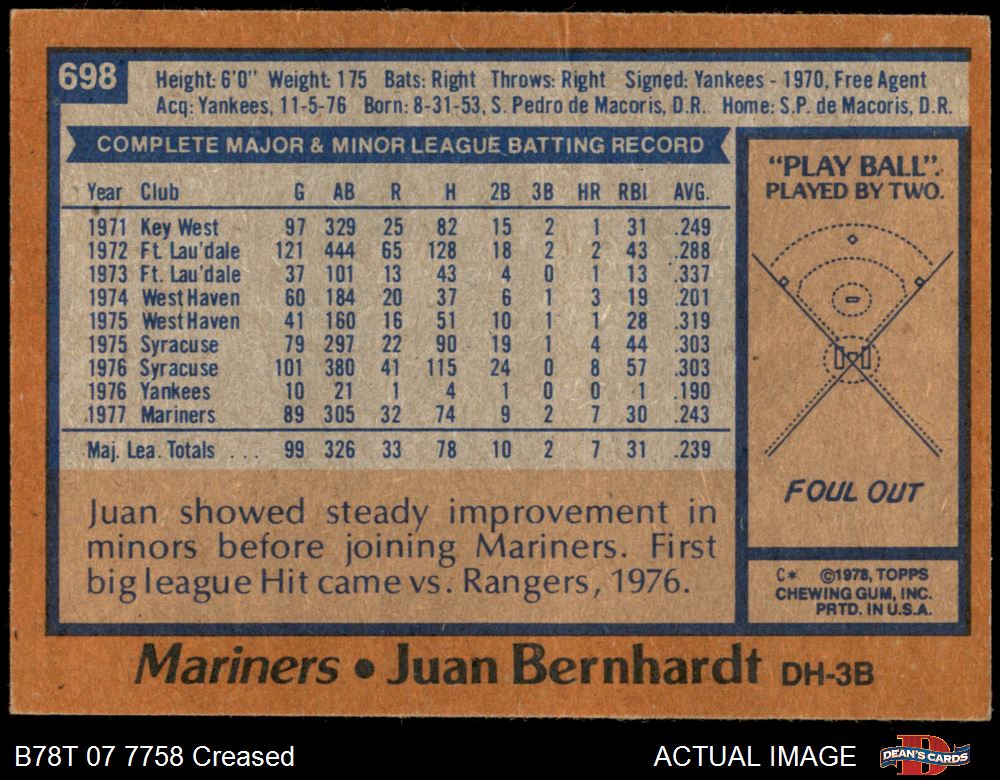 698
Height: 6'0" Weight: 175 Bats: Right Throws: Right Signed: Yankees - 1970, Free Agent
Acq: Yankees, 11-5-76 Born: 8-31-53, S. Pedro de Macoris, D.R. Home: S.P. de Macoris, D.R.
COMPLETE MAJOR & MINOR LEAGUE BATTING RECORD
Year Club G AB R H 2B 3B HR RBI AVG.
1971 Key West 97 329 25 82 15 2 1 31 .249
1972 Ft. Lau'dale 121 444 65 128 18 2 2 43 .288
1973 Ft. Lau'dale 37 101 13 43 4 0 1 13 .337
1974 West Haven 60 184 20 37 6 1 3 19 .201
1975 West Haven 41 160 16 51 10 1 1 28 .319
1975 Syracuse 79 297 22 90 19 1 4 44 .303
1976 Syracuse 101 380 41 115 24 0 8 57 .303
1976 Yankees 10 21 1 4 1 0 0 1 .190
1977 Mariners 89 305 32 74 9 2 7 30 .243
Maj. Lea. Totals ... 99 326 33 78 10 2 7 31 .239
Juan showed steady improvement in
minors before joining Mariners. First
big league Hit came vs. Rangers, 1976.
"PLAY BALL".
PLAYED BY TWO.
FOUL OUT
C* ©1978, TOPPS
CHEWING GUM, INC.
PRTD. IN U.S.A.
Mariners • Juan Bernhardt DH-3B
B78T 07 7758 Creased
ACTUAL IMAGE
DEAN'S CARDS